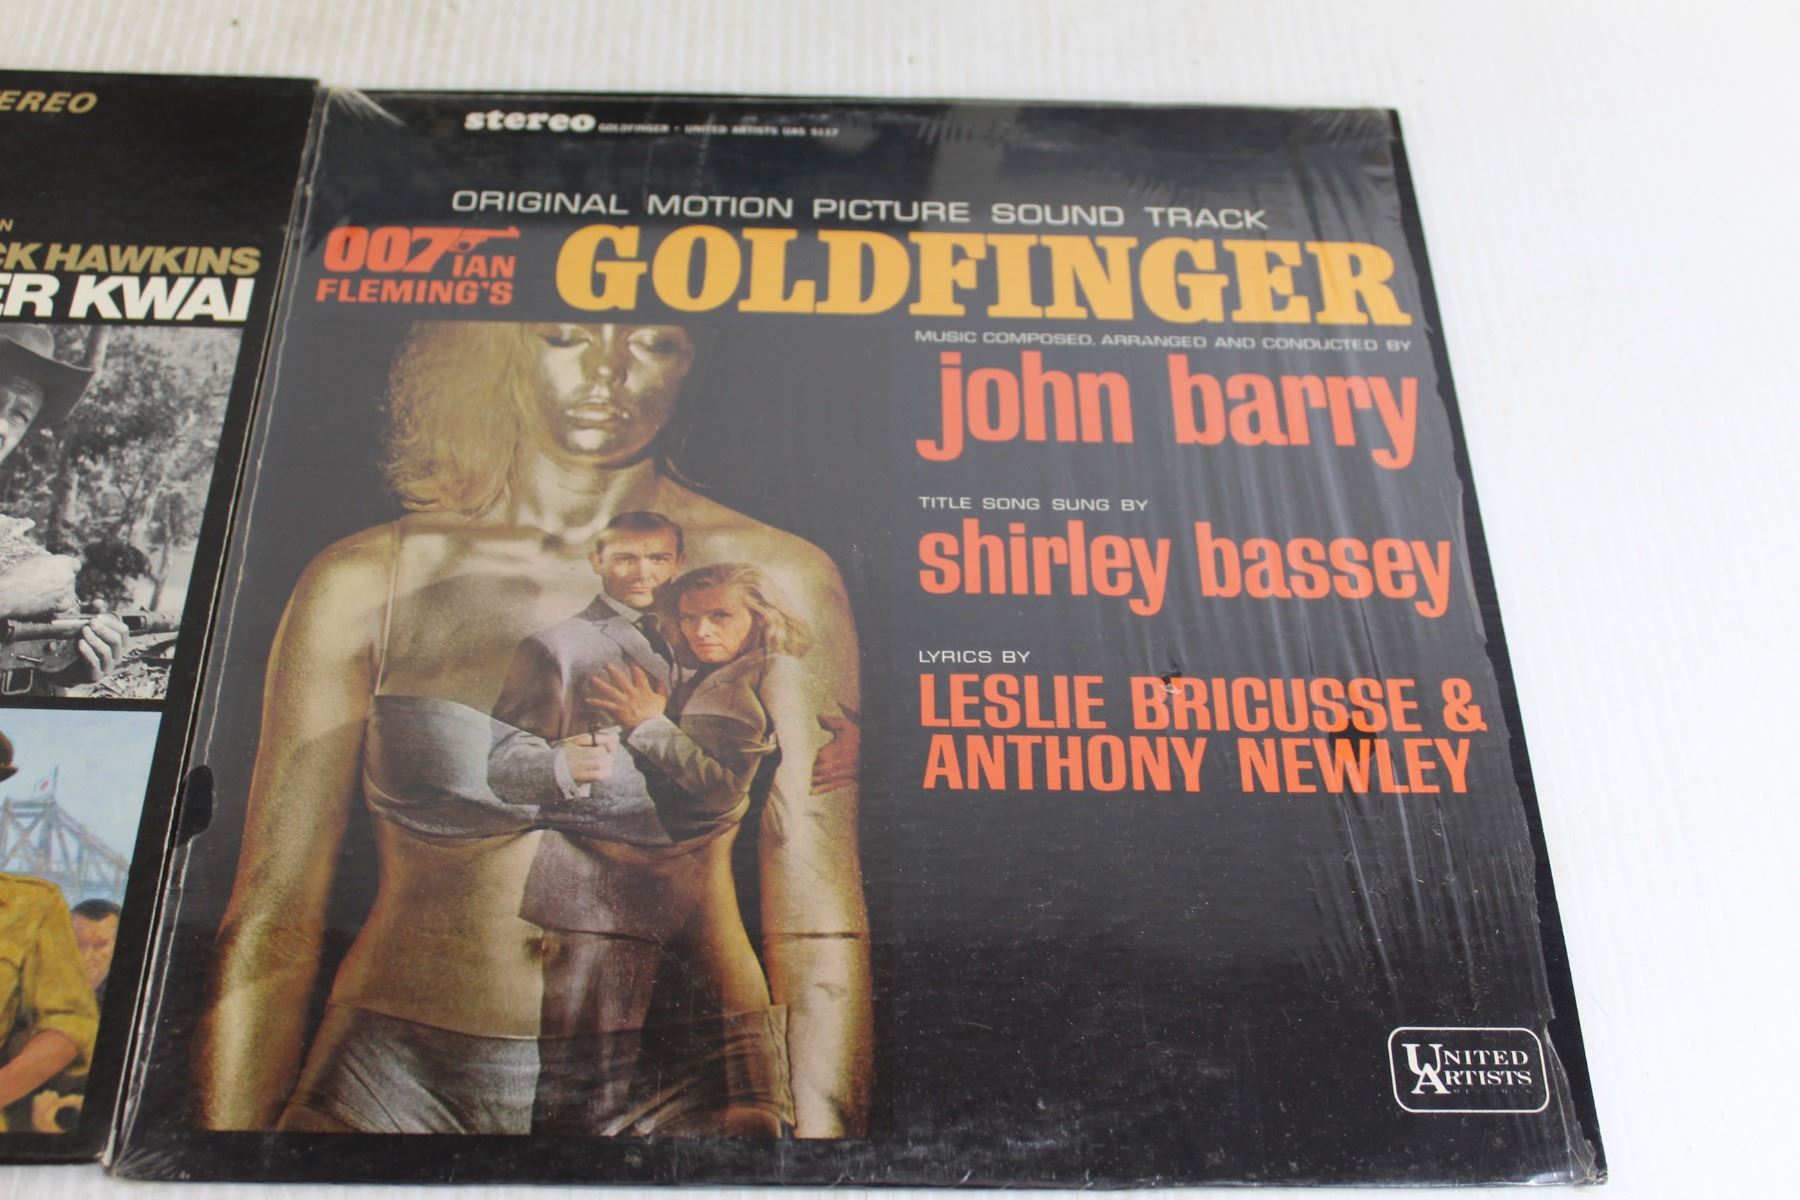 EREO
N
CK HAWKINS
ER KWAI
stereo GOLDFINGER • UNITED ARTISTS UAS 5117
ORIGINAL MOTION PICTURE SOUND TRACK
007 IAN
FLEMING'S
GOLDFINGER
MUSIC COMPOSED, ARRANGED AND CONDUCTED BY
john barry
TITLE SONG SUNG BY
shirley bassey
LYRICS BY
LESLIE BRICUSSE &
ANTHONY NEWLEY
UNITED
ARTISTS